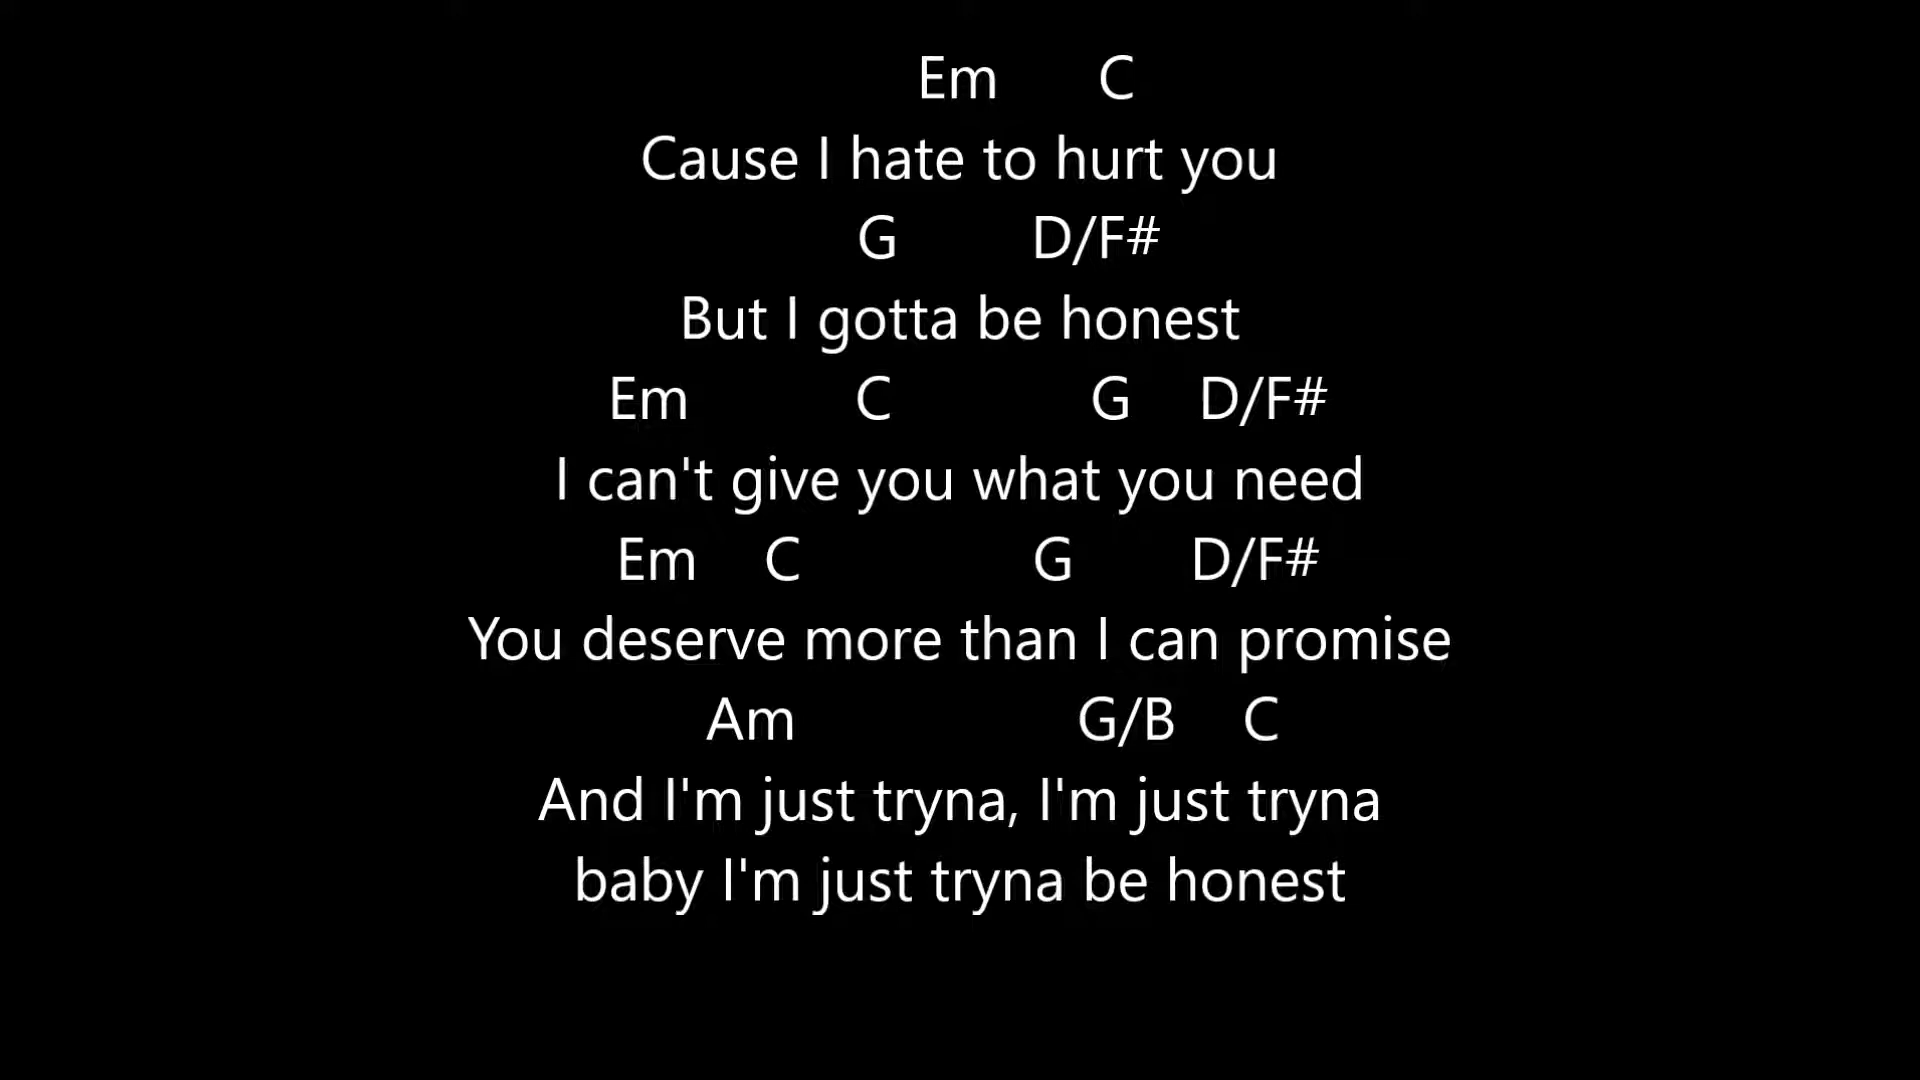 Em C
Cause I hate to hurt you
G D/F#
But I gotta be honest
Em C G D/F#
I can't give you what you need
Em C G D/F#
You deserve more than I can promise
Am G/B C
And I'm just tryna, I'm just tryna
baby I'm just tryna be honest